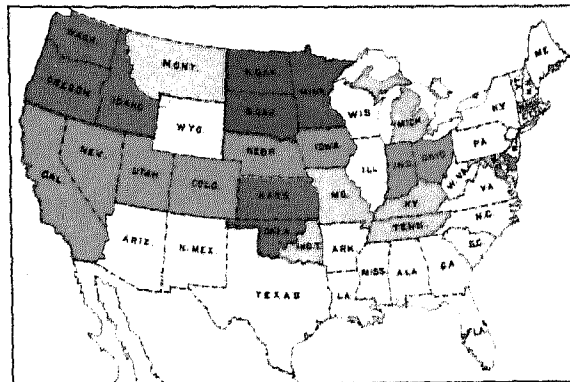 WASH.
MONT.
N.DAK.
MINN.
ME.
OREGON
IDAHO
S.DAK.
WIS.
MICH.
N.Y.
WYO.
NEBR.
IOWA
PA.
NEV.
UTAH
COLO.
ILL.
IND.
OHIO
W.VA.
VA.
CAL.
KANS.
MO.
KY.
N.C.
TENN.
ARIZ.
N.MEX.
OKLA.
IND.T.
ARK.
S.C.
MISS.
ALA.
GA.
TEXAS
LA.
FLA.